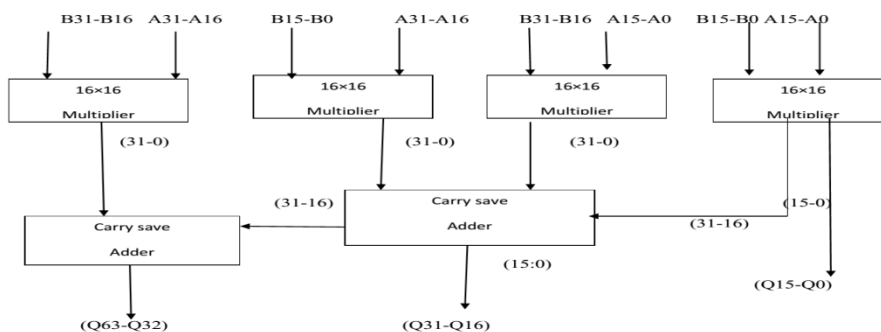 B31-B16 A31-A16 B15-B0 A31-A16 B31-B16 A15-A0 B15-B0 A15-A0
16×16 16×16 16×16 16×16
Multiplier Multiplier Multiplier Multiplier
(31-0) (31-0) (31-0)
(31-16) Carry save (15-0)
Adder (31-16)
Carry save
Adder (15:0)
(Q15-Q0)
(Q63-Q32) (Q31-Q16)